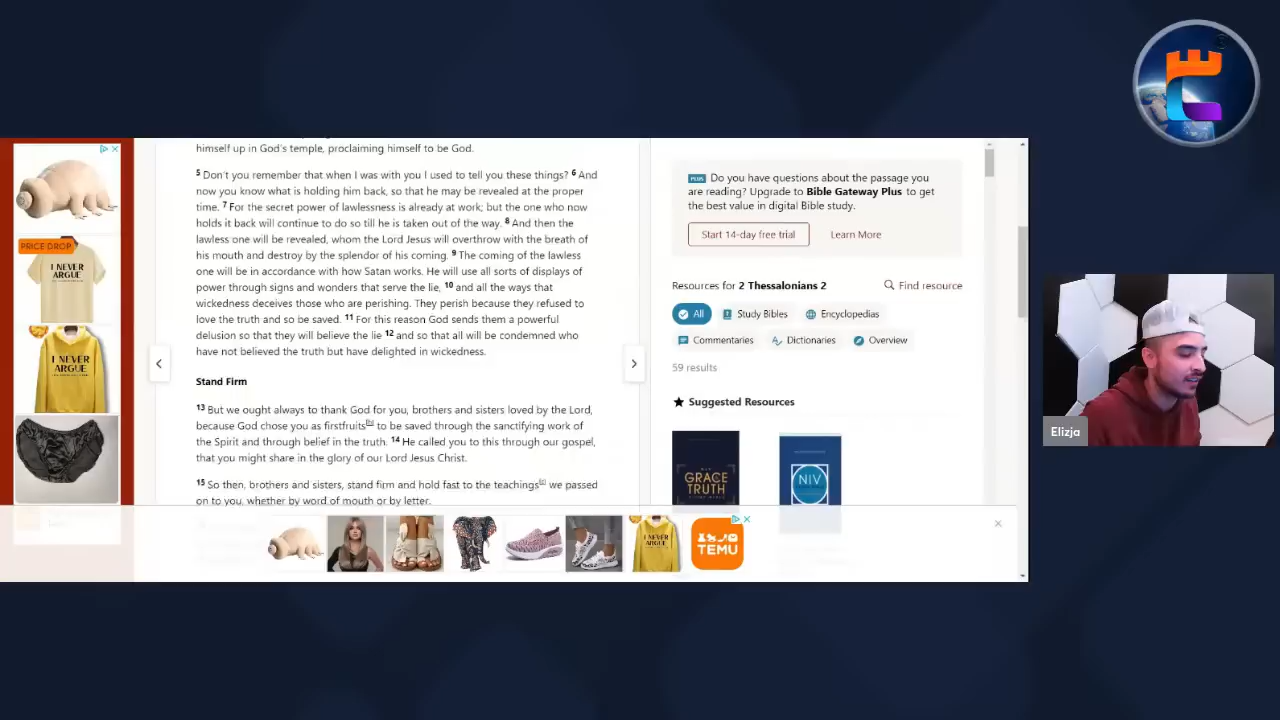 himself up in God's temple, proclaiming himself to be God.
5 Don't you remember that when I was with you I used to tell you these things? 6 And
now you know what is holding him back, so that he may be revealed at the proper
time. 7 For the secret power of lawlessness is already at work; but the one who now
holds it back will continue to do so till he is taken out of the way. 8 And then the
lawless one will be revealed, whom the Lord Jesus will overthrow with the breath of
his mouth and destroy by the splendor of his coming. 9 The coming of the lawless
one will be in accordance with how Satan works. He will use all sorts of displays of
power through signs and wonders that serve the lie, 10 and all the ways that
wickedness deceives those who are perishing. They perish because they refused to
love the truth and so be saved. 11 For this reason God sends them a powerful
delusion so that they will believe the lie 12 and so that all will be condemned who
have not believed the truth but have delighted in wickedness.
Stand Firm
13 But we ought always to thank God for you, brothers and sisters loved by the Lord,
because God chose you as firstfruits[b] to be saved through the sanctifying work of
the Spirit and through belief in the truth. 14 He called you to this through our gospel,
that you might share in the glory of our Lord Jesus Christ.
15 So then, brothers and sisters, stand firm and hold fast to the teachings[c] we passed
on to you, whether by word of mouth or by letter.
PLUS Do you have questions about the passage you
are reading? Upgrade to Bible Gateway Plus to get
the best value in digital Bible study.
Start 14-day free trial
Learn More
Resources for 2 Thessalonians 2
Find resource
All
Study Bibles
Encyclopedias
Commentaries
Dictionaries
Overview
59 results
Suggested Resources
GRACE
TRUTH
NIV
PRICE DROP
I NEVER
ARGUE
I NEVER
ARGUE
I NEVER
ARGUE
TEMU
Elizja